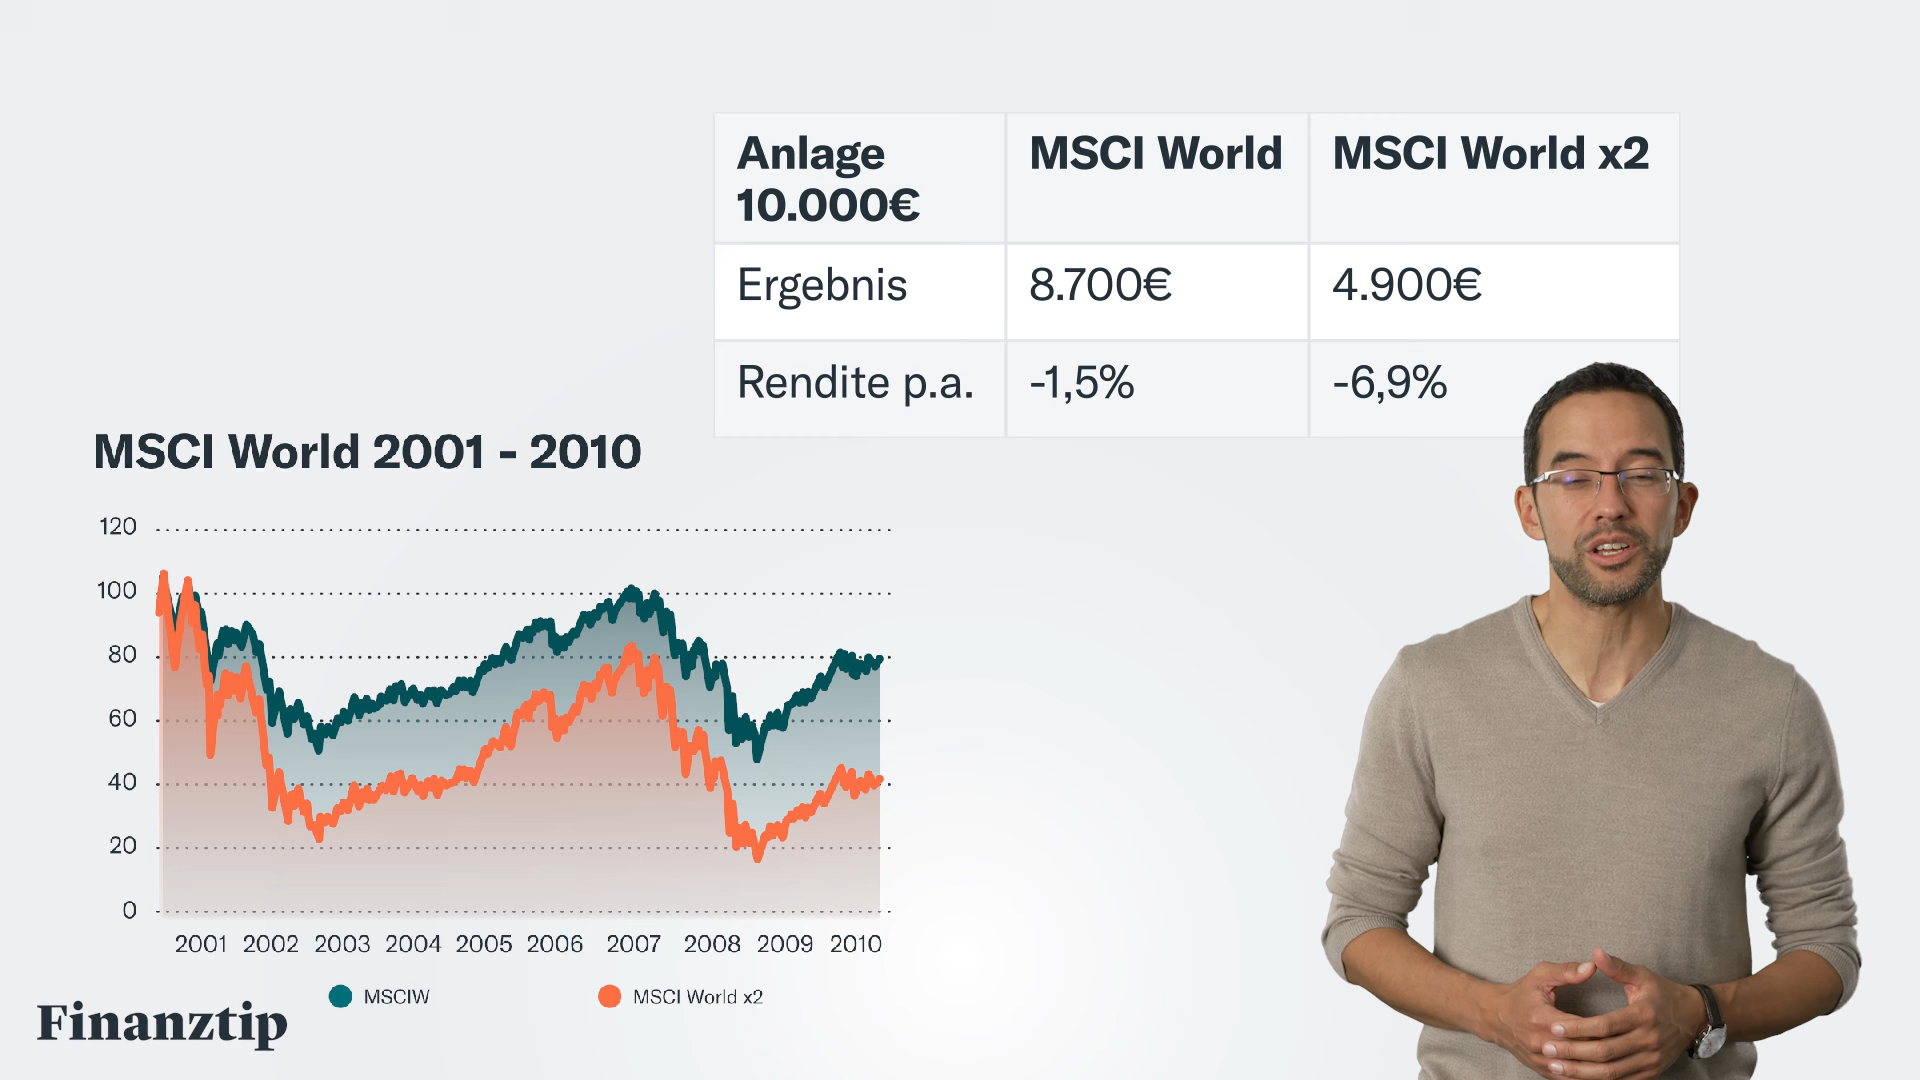 Anlage 10.000€ MSCI World MSCI World x2
Ergebnis 8.700€ 4.900€
Rendite p.a. -1,5% -6,9%
MSCI World 2001 - 2010
120
100
80
60
40
20
0
2001 2002 2003 2004 2005 2006 2007 2008 2009 2010
MSCIW MSCI World x2
Finanztip